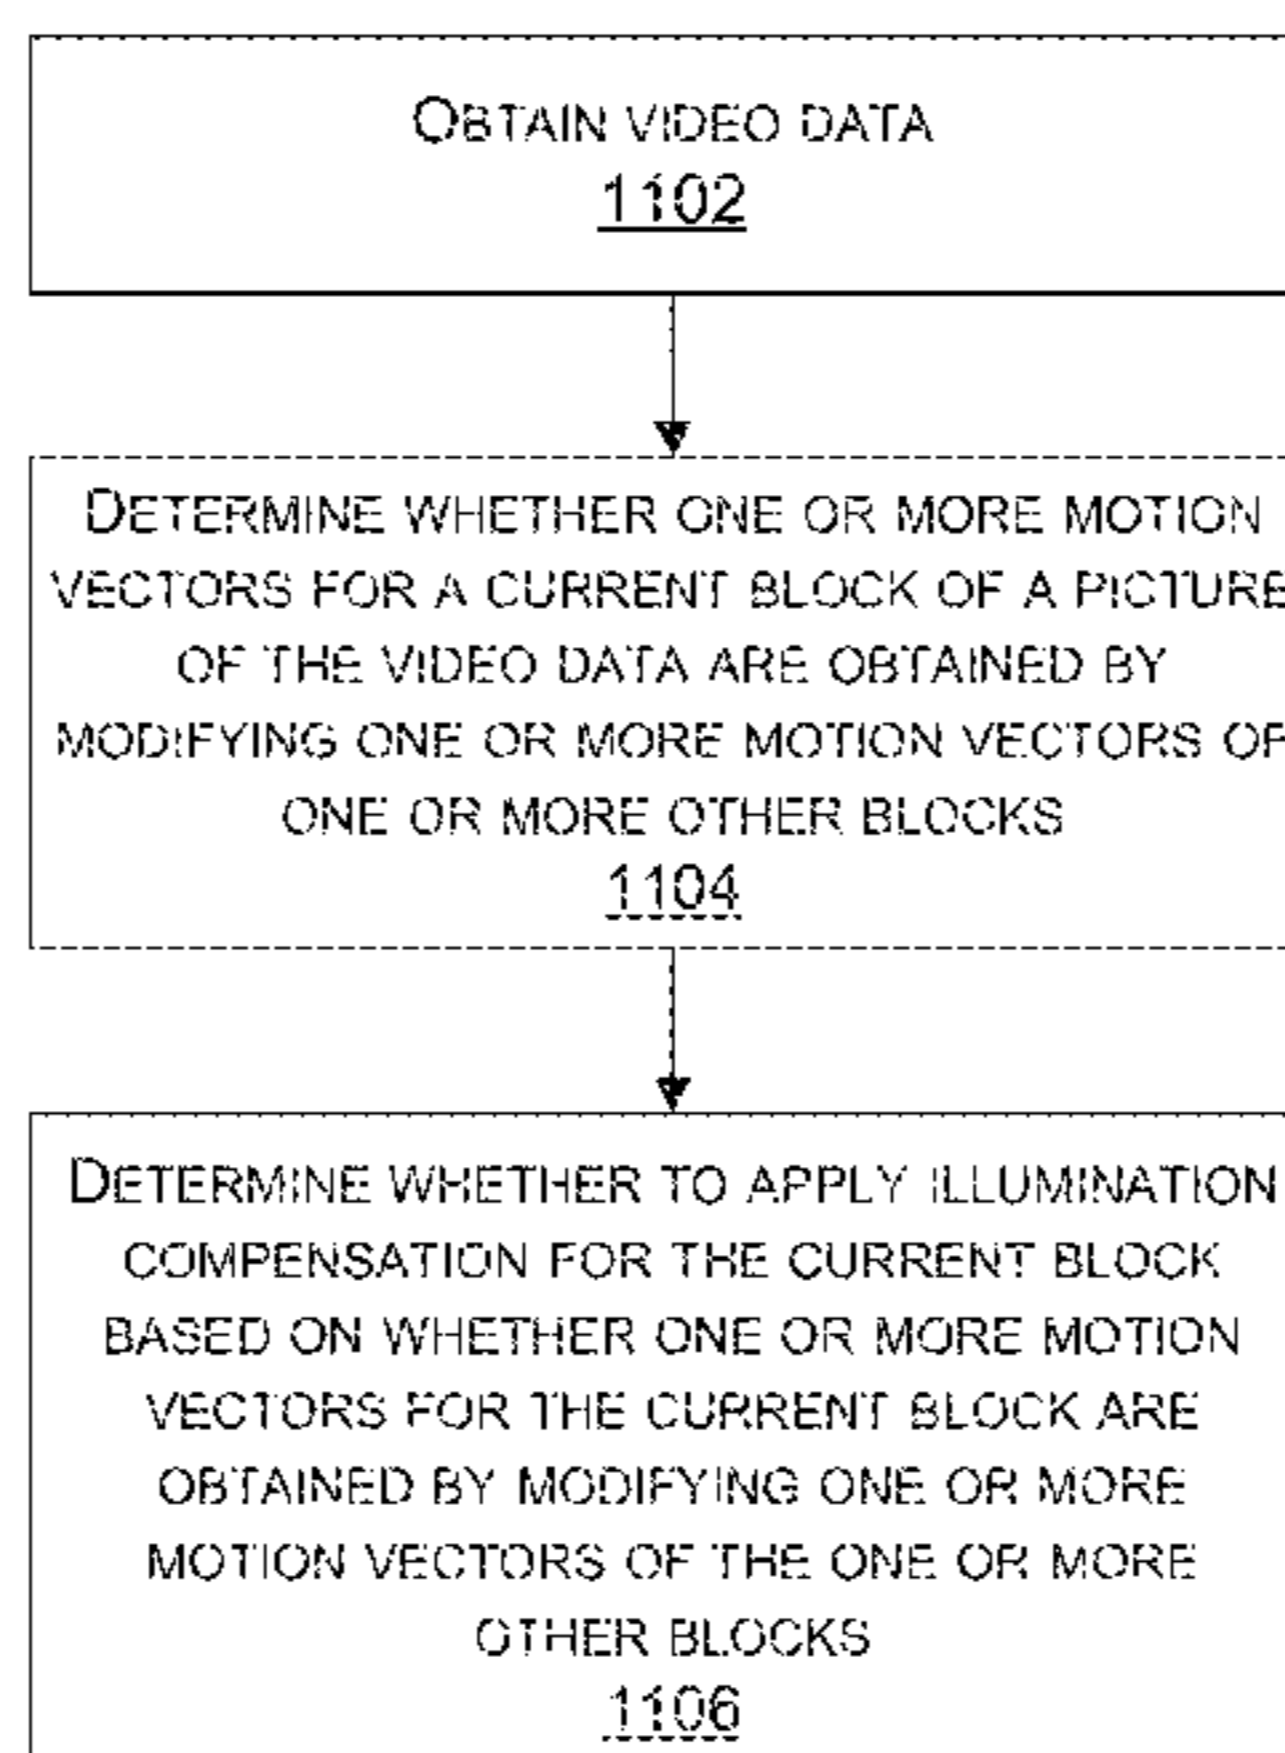 OBTAIN VIDEO DATA
1102
DETERMINE WHETHER ONE OR MORE MOTION
VECTORS FOR A CURRENT BLOCK OF A PICTURE
OF THE VIDEO DATA ARE OBTAINED BY
MODIFYING ONE OR MORE MOTION VECTORS OF
ONE OR MORE OTHER BLOCKS
1104
DETERMINE WHETHER TO APPLY ILLUMINATION
COMPENSATION FOR THE CURRENT BLOCK
BASED ON WHETHER ONE OR MORE MOTION
VECTORS FOR THE CURRENT BLOCK ARE
OBTAINED BY MODIFYING ONE OR MORE
MOTION VECTORS OF THE ONE OR MORE
OTHER BLOCKS
1106